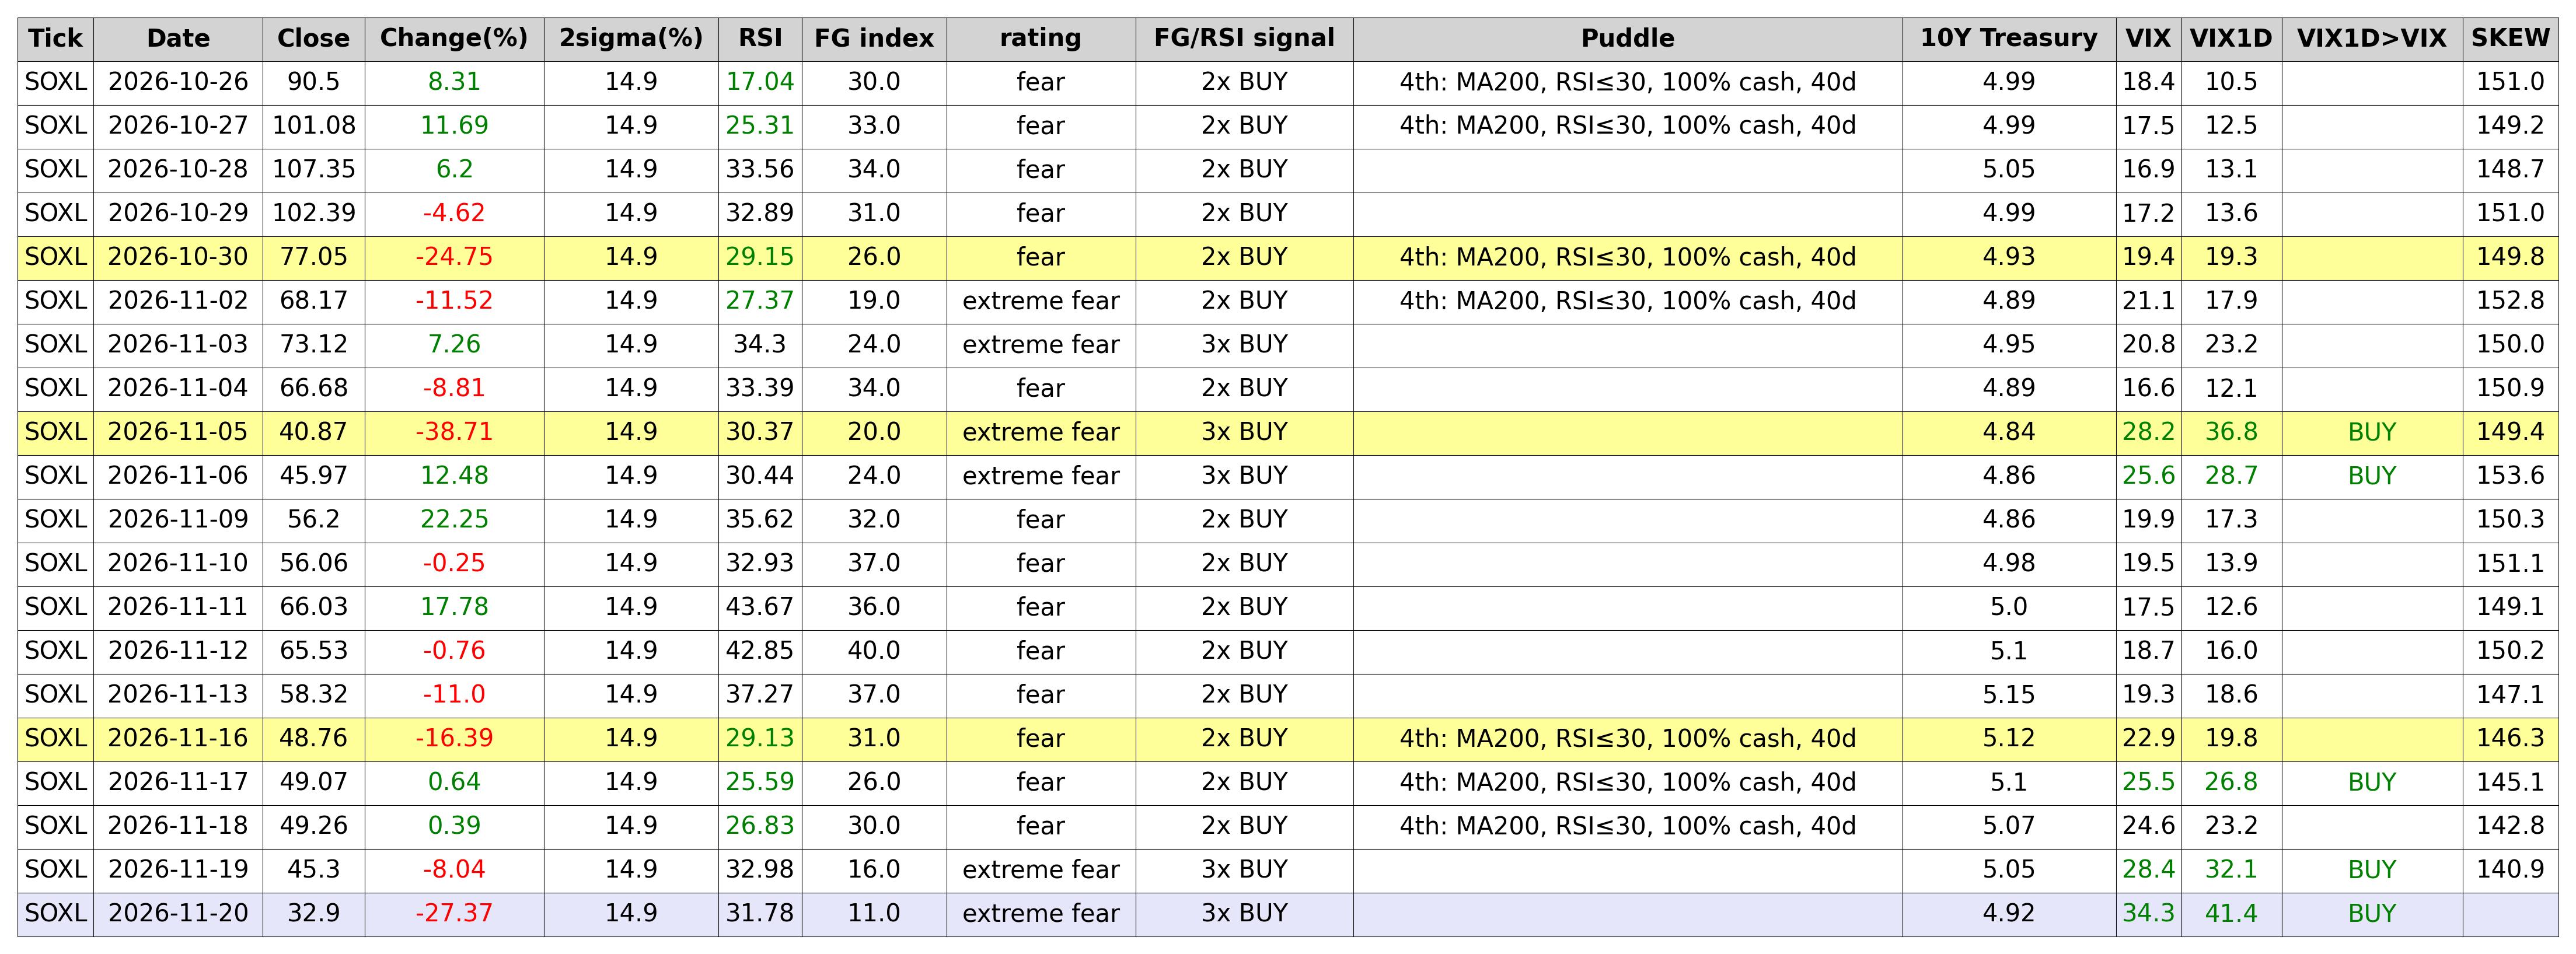 Tick Date Close Change(%) 2sigma(%) RSI FG index rating FG/RSI signal Puddle 10Y Treasury VIX VIX1D VIX1D>VIX SKEW
SOXL 2026-10-26 90.5 8.31 14.9 17.04 30.0 fear 2x BUY 4th: MA200, RSI≤30, 100% cash, 40d 4.99 18.4 10.5 151.0
SOXL 2026-10-27 101.08 11.69 14.9 25.31 33.0 fear 2x BUY 4th: MA200, RSI≤30, 100% cash, 40d 4.99 17.5 12.5 149.2
SOXL 2026-10-28 107.35 6.2 14.9 33.56 34.0 fear 2x BUY 5.05 16.9 13.1 148.7
SOXL 2026-10-29 102.39 -4.62 14.9 32.89 31.0 fear 2x BUY 4.99 17.2 13.6 151.0
SOXL 2026-10-30 77.05 -24.75 14.9 29.15 26.0 fear 2x BUY 4th: MA200, RSI≤30, 100% cash, 40d 4.93 19.4 19.3 149.8
SOXL 2026-11-02 68.17 -11.52 14.9 27.37 19.0 extreme fear 2x BUY 4th: MA200, RSI≤30, 100% cash, 40d 4.89 21.1 17.9 152.8
SOXL 2026-11-03 73.12 7.26 14.9 34.3 24.0 extreme fear 3x BUY 4.95 20.8 23.2 150.0
SOXL 2026-11-04 66.68 -8.81 14.9 33.39 34.0 fear 2x BUY 4.89 16.6 12.1 150.9
SOXL 2026-11-05 40.87 -38.71 14.9 30.37 20.0 extreme fear 3x BUY 4.84 28.2 36.8 BUY 149.4
SOXL 2026-11-06 45.97 12.48 14.9 30.44 24.0 extreme fear 3x BUY 4.86 25.6 28.7 BUY 153.6
SOXL 2026-11-09 56.2 22.25 14.9 35.62 32.0 fear 2x BUY 4.86 19.9 17.3 150.3
SOXL 2026-11-10 56.06 -0.25 14.9 32.93 37.0 fear 2x BUY 4.98 19.5 13.9 151.1
SOXL 2026-11-11 66.03 17.78 14.9 43.67 36.0 fear 2x BUY 5.0 17.5 12.6 149.1
SOXL 2026-11-12 65.53 -0.76 14.9 42.85 40.0 fear 2x BUY 5.1 18.7 16.0 150.2
SOXL 2026-11-13 58.32 -11.0 14.9 37.27 37.0 fear 2x BUY 5.15 19.3 18.6 147.1
SOXL 2026-11-16 48.76 -16.39 14.9 29.13 31.0 fear 2x BUY 4th: MA200, RSI≤30, 100% cash, 40d 5.12 22.9 19.8 146.3
SOXL 2026-11-17 49.07 0.64 14.9 25.59 26.0 fear 2x BUY 4th: MA200, RSI≤30, 100% cash, 40d 5.1 25.5 26.8 BUY 145.1
SOXL 2026-11-18 49.26 0.39 14.9 26.83 30.0 fear 2x BUY 4th: MA200, RSI≤30, 100% cash, 40d 5.07 24.6 23.2 142.8
SOXL 2026-11-19 45.3 -8.04 14.9 32.98 16.0 extreme fear 3x BUY 5.05 28.4 32.1 BUY 140.9
SOXL 2026-11-20 32.9 -27.37 14.9 31.78 11.0 extreme fear 3x BUY 4.92 34.3 41.4 BUY